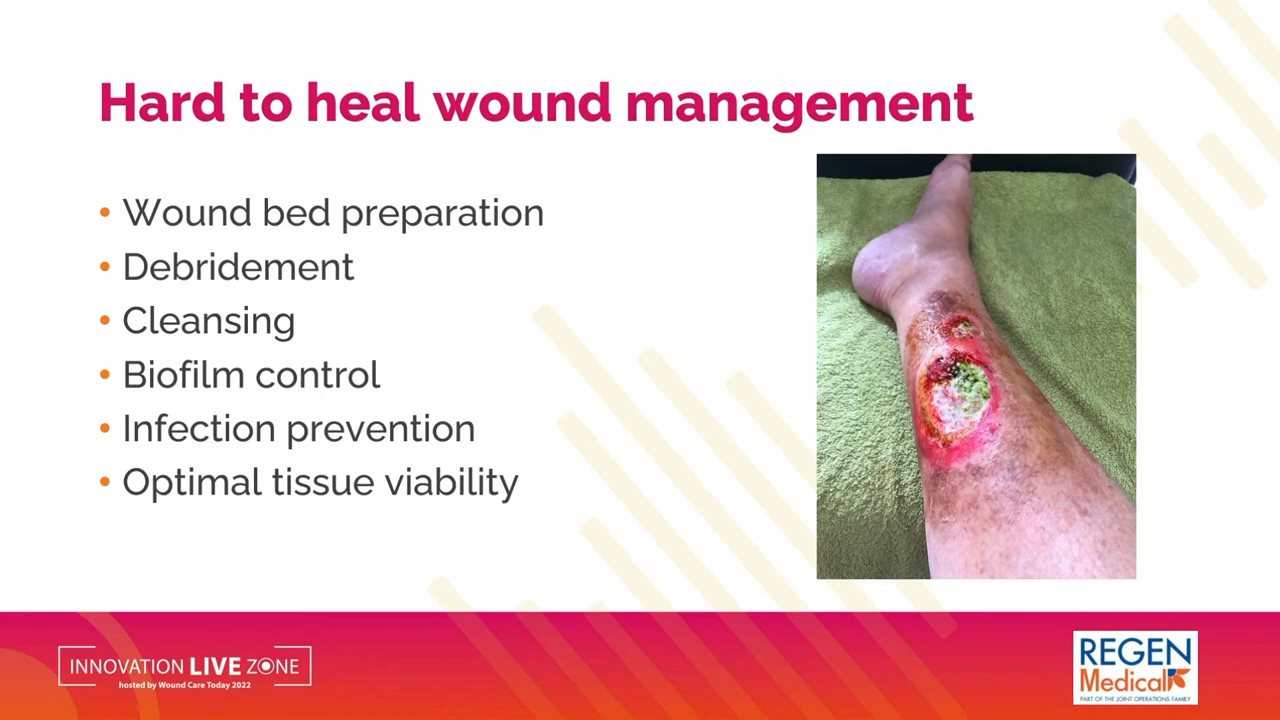 Hard to heal wound management
• Wound bed preparation
• Debridement
• Cleansing
• Biofilm control
• Infection prevention
• Optimal tissue viability
INNOVATION LIVE ZONE
hosted by Wound Care Today 2022
REGEN
Medical
PART OF THE JOINT OPERATIONS FAMILY